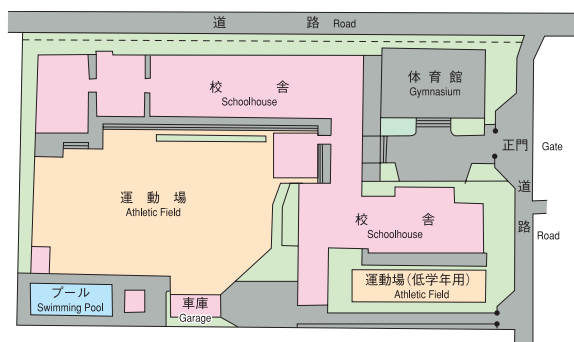 道 路 Road
校 舎
Schoolhouse
体 育 館
Gymnasium
正門 Gate
運 動 場
Athletic Field
道路 Road
校 舎
Schoolhouse
運動場(低学年用)
Athletic Field
プール
Swimming Pool
車庫
Garage